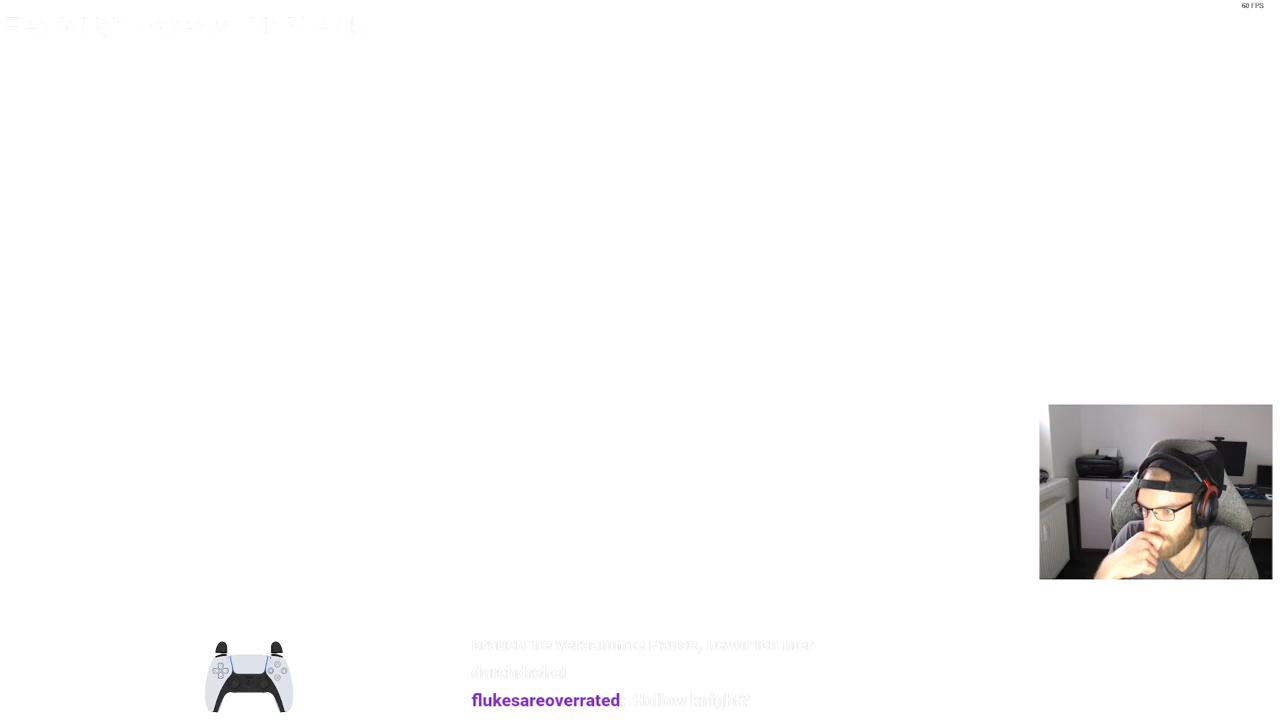 60 FPS
brauch 'ne verdammte Pause, bevor ich hier
durchdrehe!
flukesareoverrated: Hollow knight?